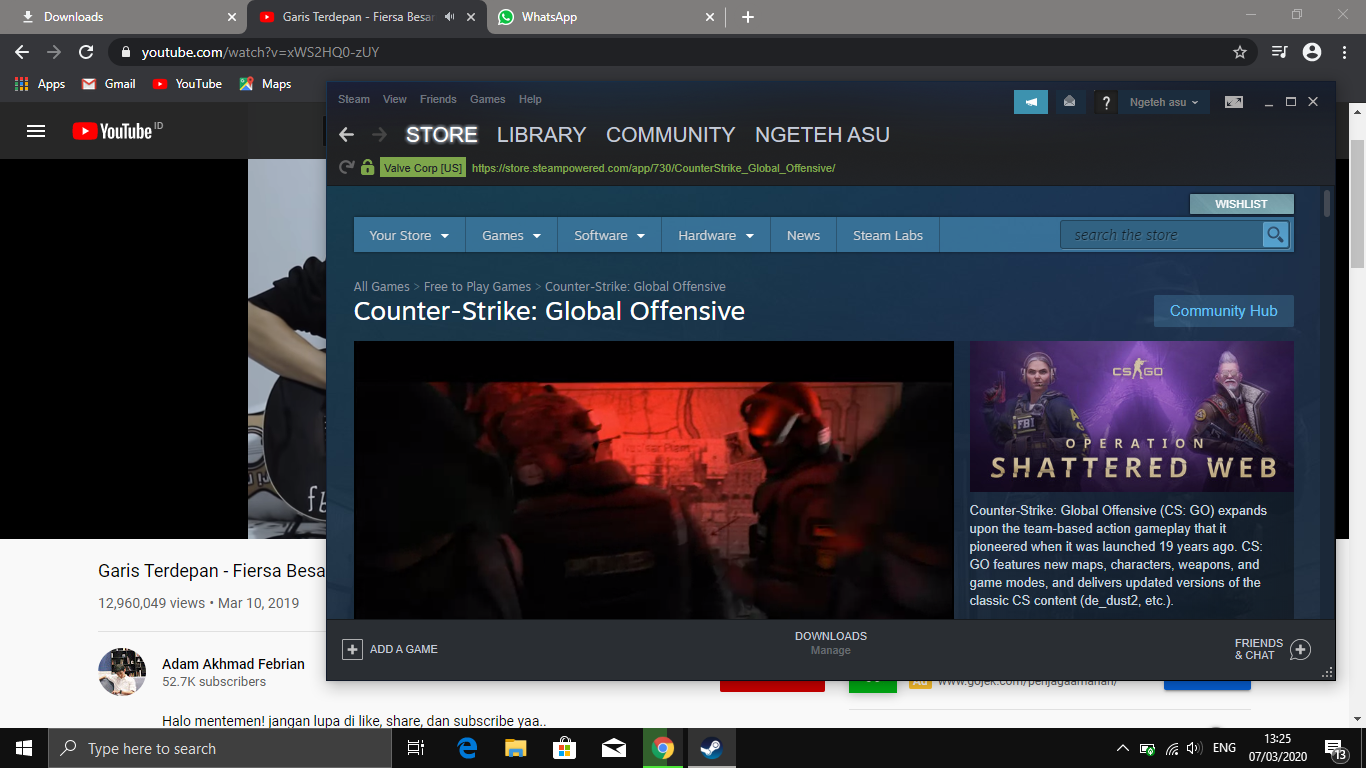 Downloads
Garis Terdepan - Fiersa Besar
WhatsApp
youtube.com/watch?v=xWS2HQ0-zUY
Apps
Gmail
YouTube
Maps
YouTube ID
Steam
View
Friends
Games
Help
?
Ngeteh asu
STORE
LIBRARY
COMMUNITY
NGETEH ASU
Valve Corp [US]
https://store.steampowered.com/app/730/CounterStrike_Global_Offensive/
WISHLIST
Your Store
Games
Software
Hardware
News
Steam Labs
search the store
All Games > Free to Play Games > Counter-Strike: Global Offensive
Counter-Strike: Global Offensive
Community Hub
CS GO
FBI
OPERATION
SHATTERED WEB
Counter-Strike: Global Offensive (CS: GO) expands
upon the team-based action gameplay that it
pioneered when it was launched 19 years ago. CS:
GO features new maps, characters, weapons, and
game modes, and delivers updated versions of the
classic CS content (de_dust2, etc.).
ADD A GAME
DOWNLOADS
Manage
FRIENDS
& CHAT
Garis Terdepan - Fiersa Besa
12,960,049 views • Mar 10, 2019
Adam Akhmad Febrian
52.7K subscribers
Ad
www.gojek.com/penjagaamanan/
Halo mentemen! jangan lupa di like, share, dan subscribe yaa..
Type here to search
ENG
13:25
07/03/2020
13